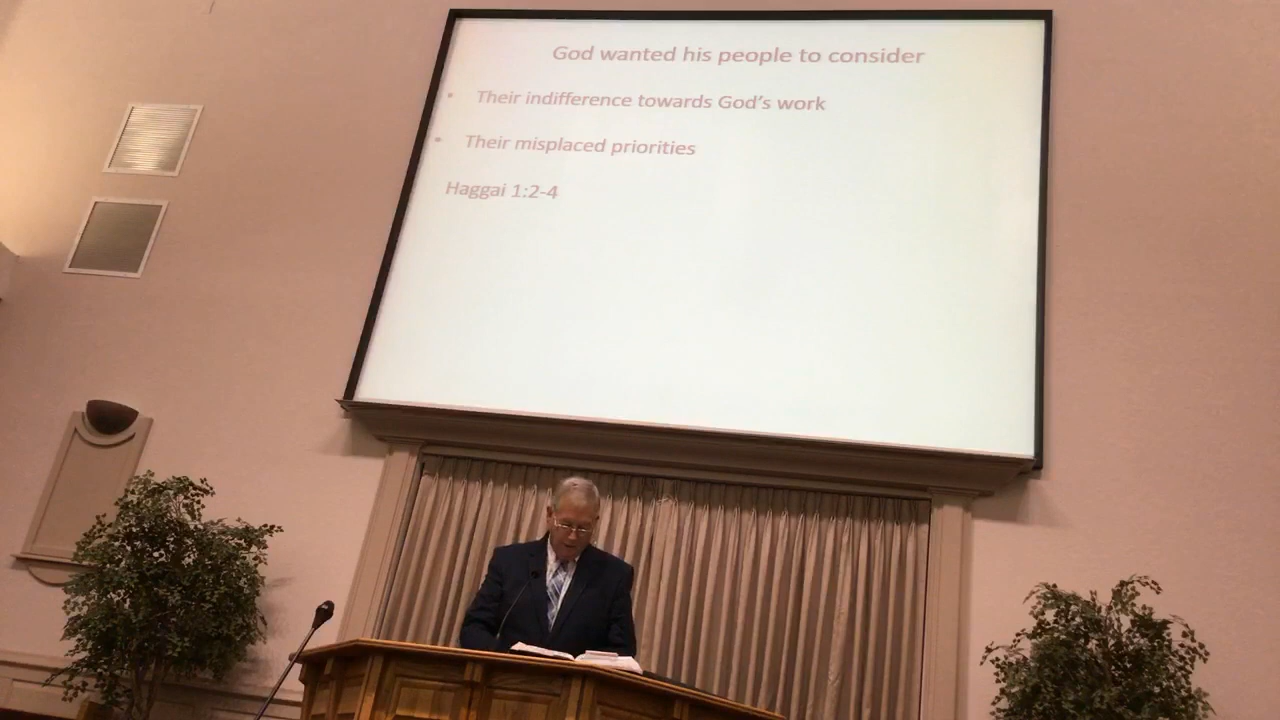 God wanted his people to consider
• Their indifference towards God's work
• Their misplaced priorities
Haggai 1:2-4